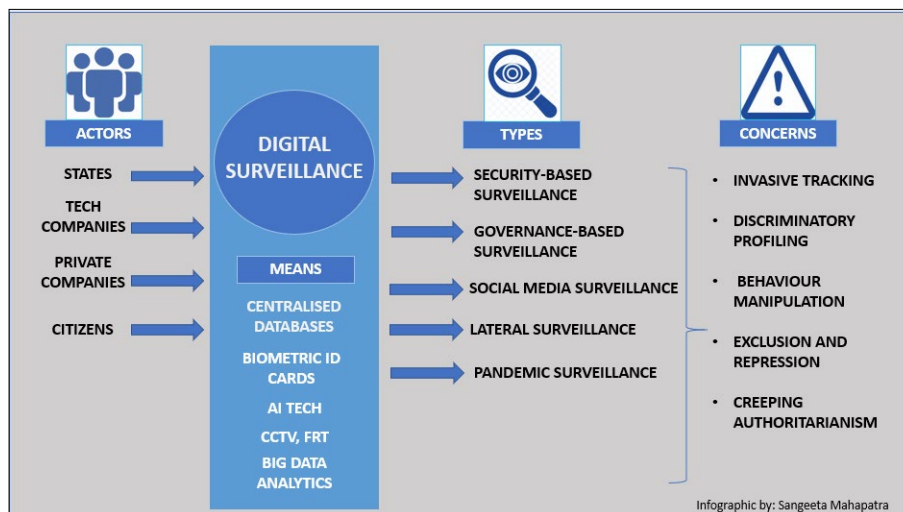 ACTORS
STATES
TECH
COMPANIES
PRIVATE
COMPANIES
CITIZENS
DIGITAL
SURVEILLANCE
MEANS
CENTRALISED
DATABASES
BIOMETRIC ID
CARDS
AI TECH
CCTV, FRT
BIG DATA
ANALYTICS
TYPES
SECURITY-BASED
SURVEILLANCE
GOVERNANCE-BASED
SURVEILLANCE
SOCIAL MEDIA SURVEILLANCE
LATERAL SURVEILLANCE
PANDEMIC SURVEILLANCE
CONCERNS
• INVASIVE TRACKING
• DISCRIMINATORY
PROFILING
• BEHAVIOUR
MANIPULATION
• EXCLUSION AND
REPRESSION
• CREEPING
AUTHORITARIANISM
Infographic by: Sangeeta Mahapatra